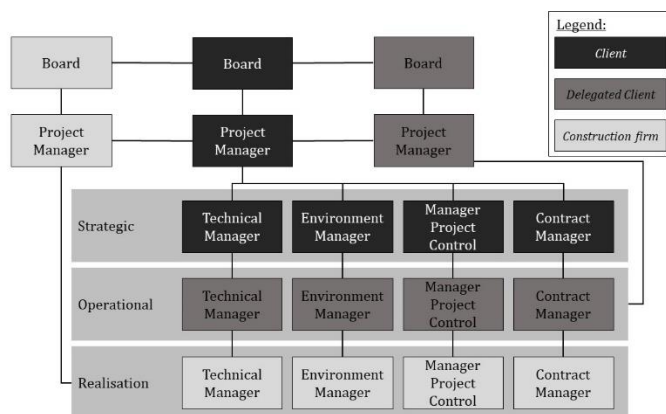 Legend:
Client
Delegated Client
Construction firm
Board
Board
Board
Project
Manager
Project
Manager
Project
Manager
Strategic
Technical
Manager
Environment
Manager
Manager
Project
Control
Contract
Manager
Operational
Technical
Manager
Environment
Manager
Manager
Project
Control
Contract
Manager
Realisation
Technical
Manager
Environment
Manager
Manager
Project
Control
Contract
Manager